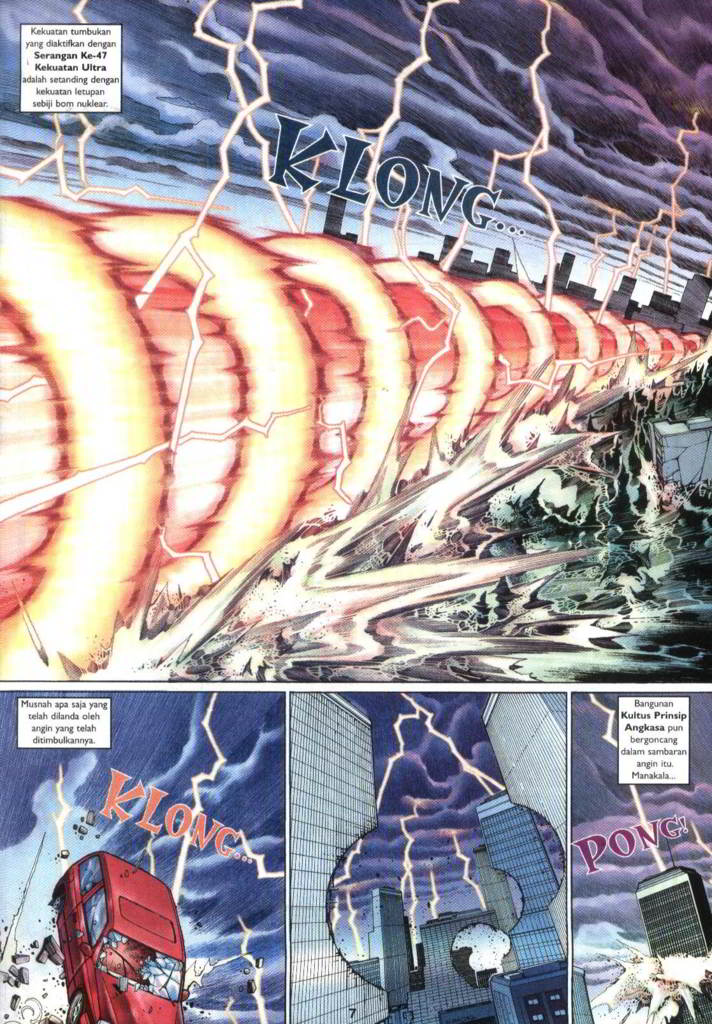 Kekuatan tumbukan
yang diaktifkan dengan
Serangan Ke-47
Kekuatan Ultra
adalah setanding dengan
kekuatan letupan
sebiji bom nuklear.
KLONG...
Musnah apa saja yang
telah dilanda oleh
angin yang telah
ditimbulkannya.
KLONG...
Bangunan
Kultus Prinsip
Angkasa pun
bergoncang
dalam sambaran
angin itu.
Manakala...
PONG!
7